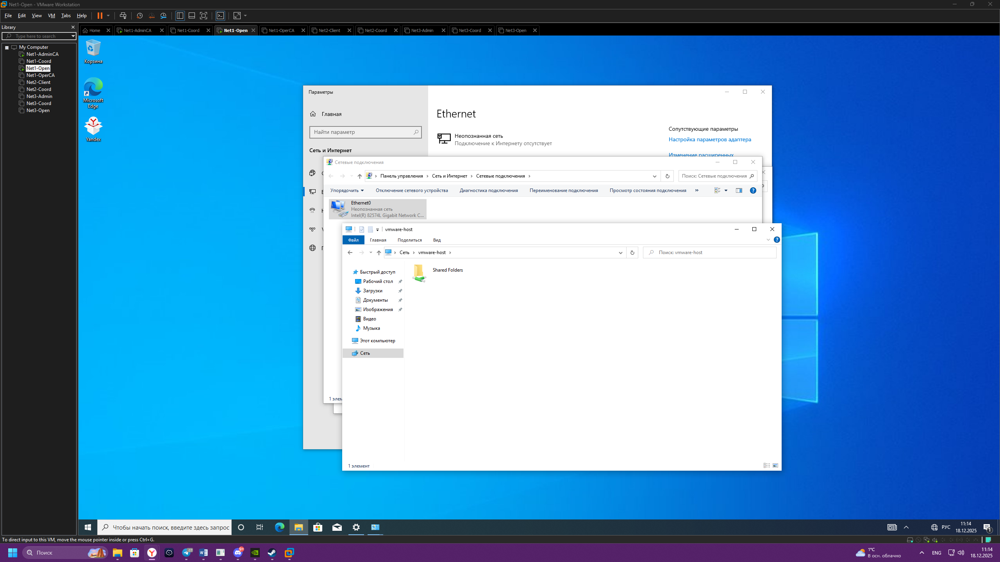 Net1-Open - VMware Workstation
File Edit View VM Tabs Help
Library
Type here to search
My Computer
Net1-AdminCA
Net1-Coord
Net1-Open
Net1-OperCA
Net2-Client
Net2-Coord
Net3-Admin
Net3-Coord
Net3-Open
Home Net1-AdminCA Net1-Coord Net1-Open Net1-OperCA Net2-Client Net2-Coord Net3-Admin Net3-Coord Net3-Open
Корзина
Microsoft
Edge
Yandex
Параметры
Главная
Найти параметр
Сеть и Интернет
Ethernet
Неопознанная сеть
Подключение к Интернету отсутствует
Сопутствующие параметры
Настройка параметров адаптера
Изменение расширенных
Сетевые подключения
Панель управления Сеть и Интернет Сетевые подключения
Поиск: Сетевые подключения
Упорядочить Отключение сетевого устройства Диагностика подключения Переименование подключения Просмотр состояния подключения »
Ethernet0
Неопознанная сеть
Intel(R) 82574L Gigabit Network C...
1 элем
vmware-host
Файл Главная Поделиться Вид
Сеть vmware-host
Поиск: vmware-host
Быстрый доступ
Рабочий стол
Загрузки
Документы
Изображения
Видео
Музыка
Этот компьютер
Сеть
Shared Folders
1 элемент
Чтобы начать поиск, введите здесь запрос
РУС
11:14
18.12.2025
1
To direct input to this VM, move the mouse pointer inside or press Ctrl+G.
Поиск
.07
9+
1°C
В осн. облачно
ENG
11:14
18.12.2025